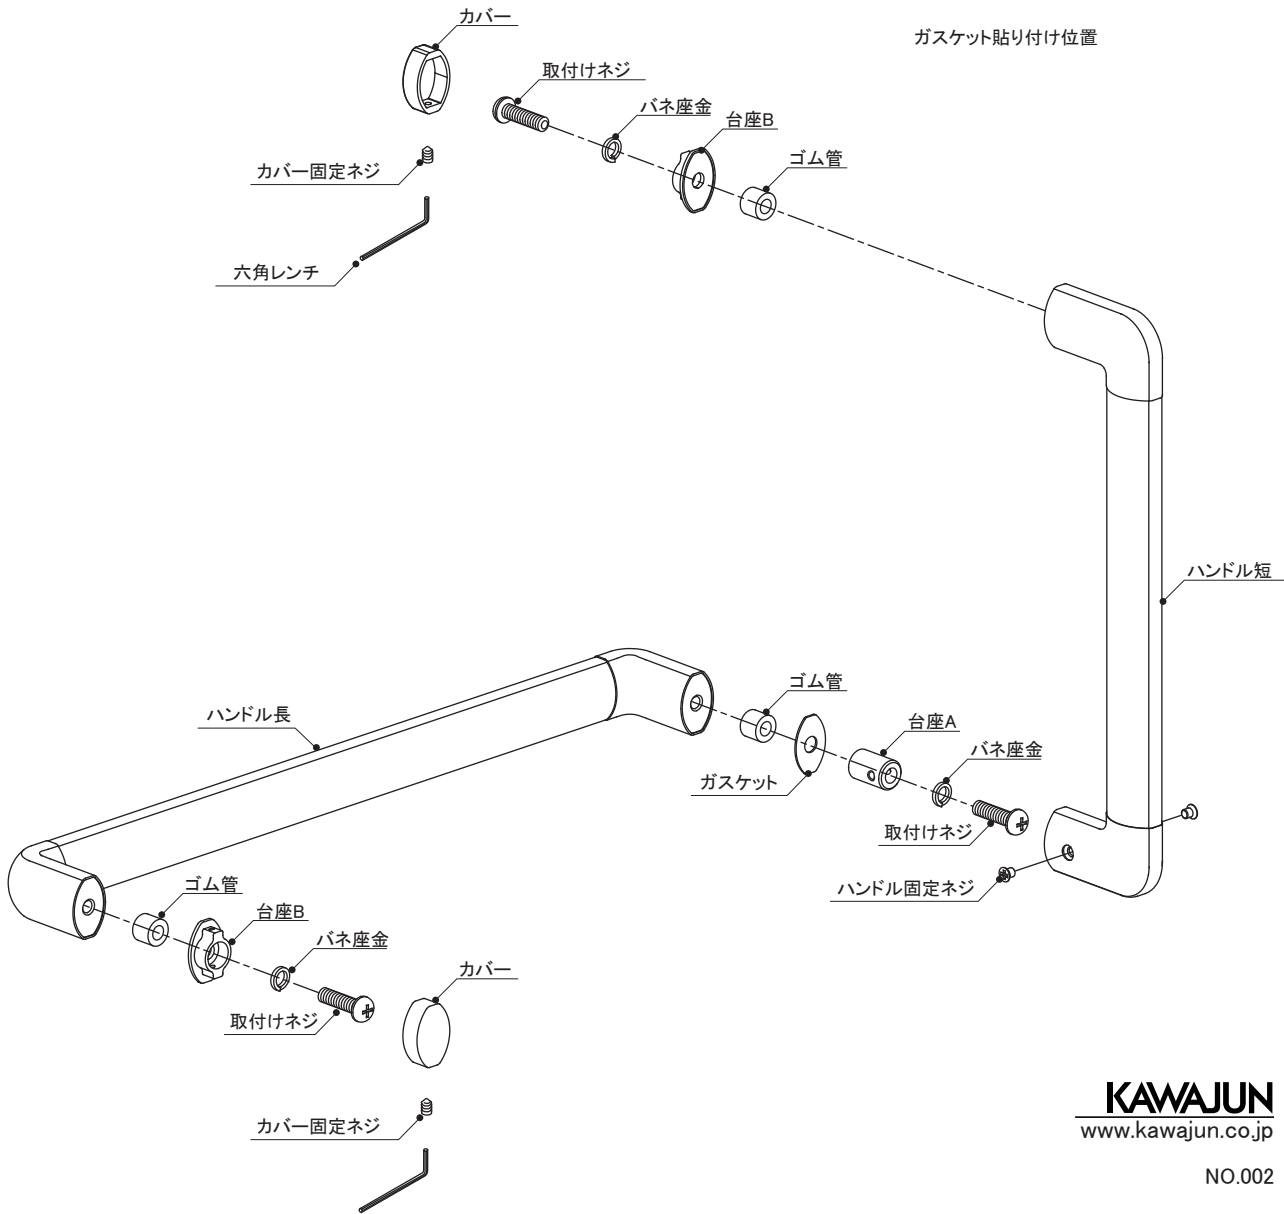 カバー
ガスケット貼り付け位置
取付けネジ
バネ座金
台座B
ゴム管
カバー固定ネジ
六角レンチ
ハンドル短
ゴム管
ハンドル長
台座A
バネ座金
ガスケット
取付けネジ
ハンドル固定ネジ
ゴム管
台座B
バネ座金
カバー
取付けネジ
カバー固定ネジ
KAWAJUN
www.kawajun.co.jp
NO.002